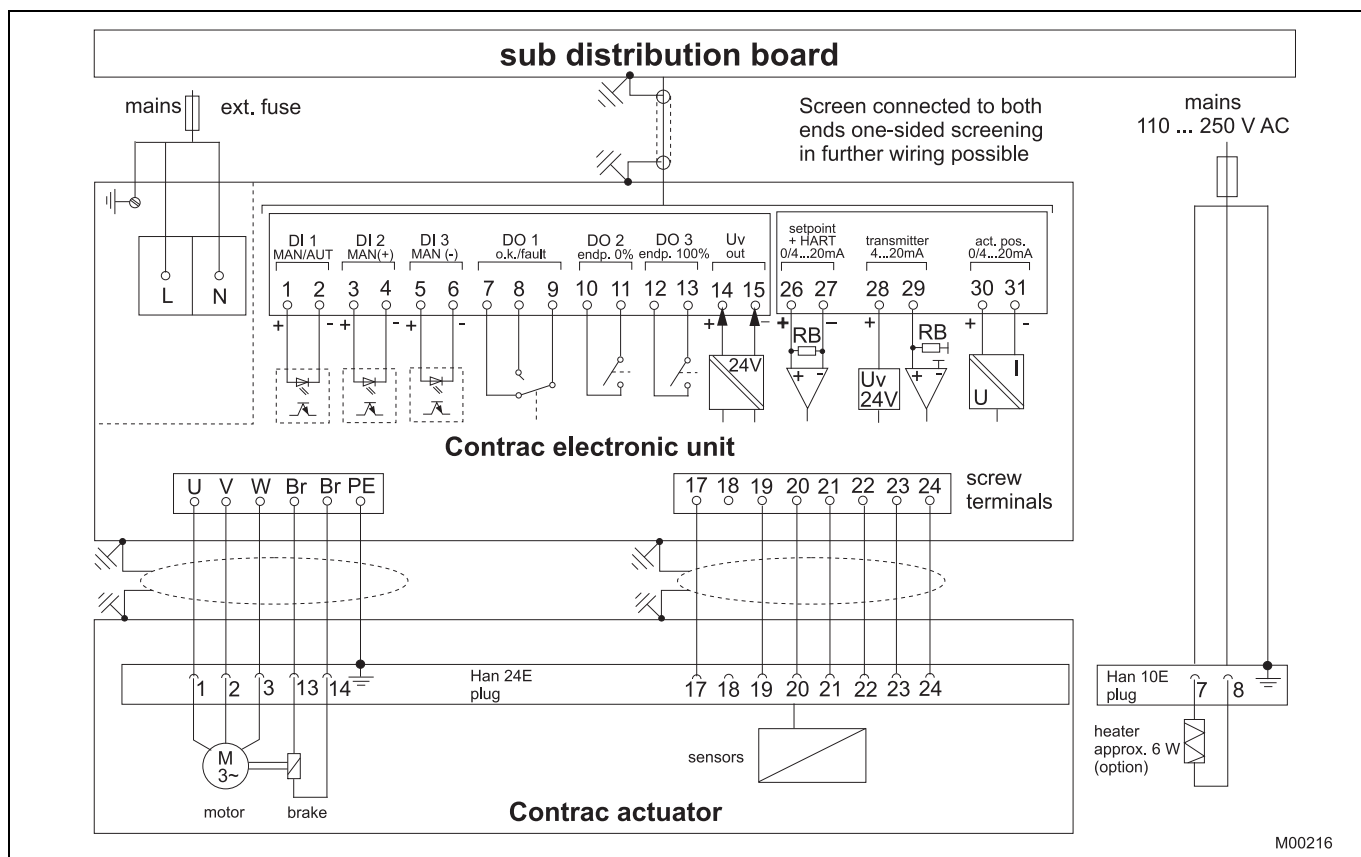 sub distribution board
mains
ext. fuse
Screen connected to both
ends one-sided screening
in further wiring possible
mains
110 ... 250 V AC
L N
DI 1 DI 2 DI 3 DO 1 DO 2 DO 3 Uv
MAN/AUT MAN(+) MAN (-) o.k./fault endp. 0% endp. 100% out
setpoint
+ HART
0/4...20mA
transmitter
4...20mA
act. pos.
0/4...20mA
1 2 3 4 5 6 7 8 9 10 11 12 13 14 15 26 27 28 29 30 31
+ - + - + - + - + - + + -
RB RB
24V
+ -
Uv
24V
+ -
I
U
Contrac electronic unit
U V W Br Br PE
17 18 19 20 21 22 23 24
screw
terminals
1 2 3 13 14
Han 24E
plug
17 18 19 20 21 22 23 24
Han 10E
plug
7 8
M
3~
motor
brake
sensors
heater
approx. 6 W
(option)
Contrac actuator
M00216